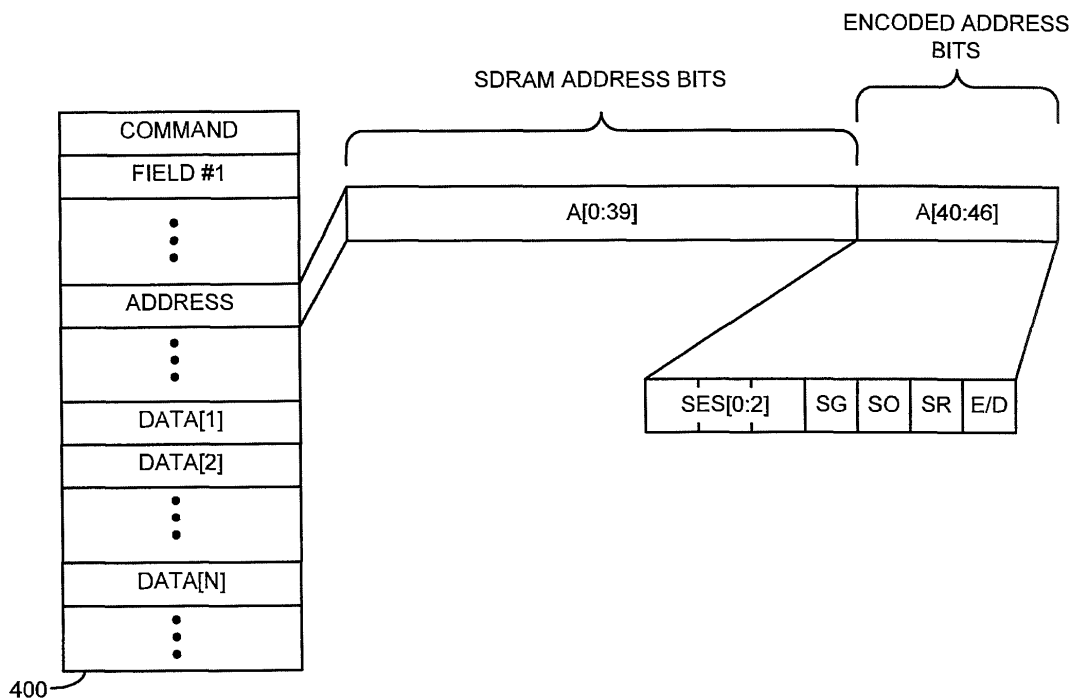 ENCODED ADDRESS
BITS
SDRAM ADDRESS BITS
COMMAND
FIELD #1
ADDRESS
DATA[1]
DATA[2]
DATA[N]
A[0:39]
A[40:46]
SES[0:2]
SG
SO
SR
E/D
400